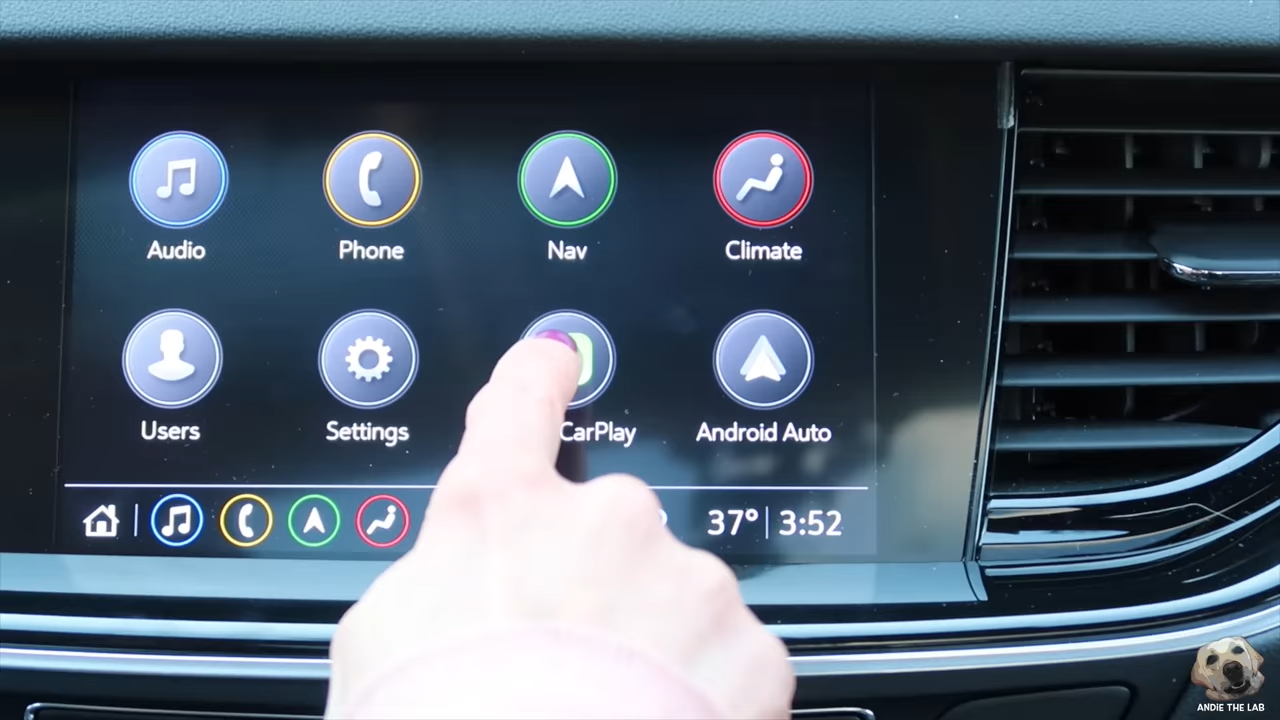 Audio
Phone
Nav
Climate
Users
Settings
CarPlay
Android Auto
37° 3:52
ANDIE THE LAB